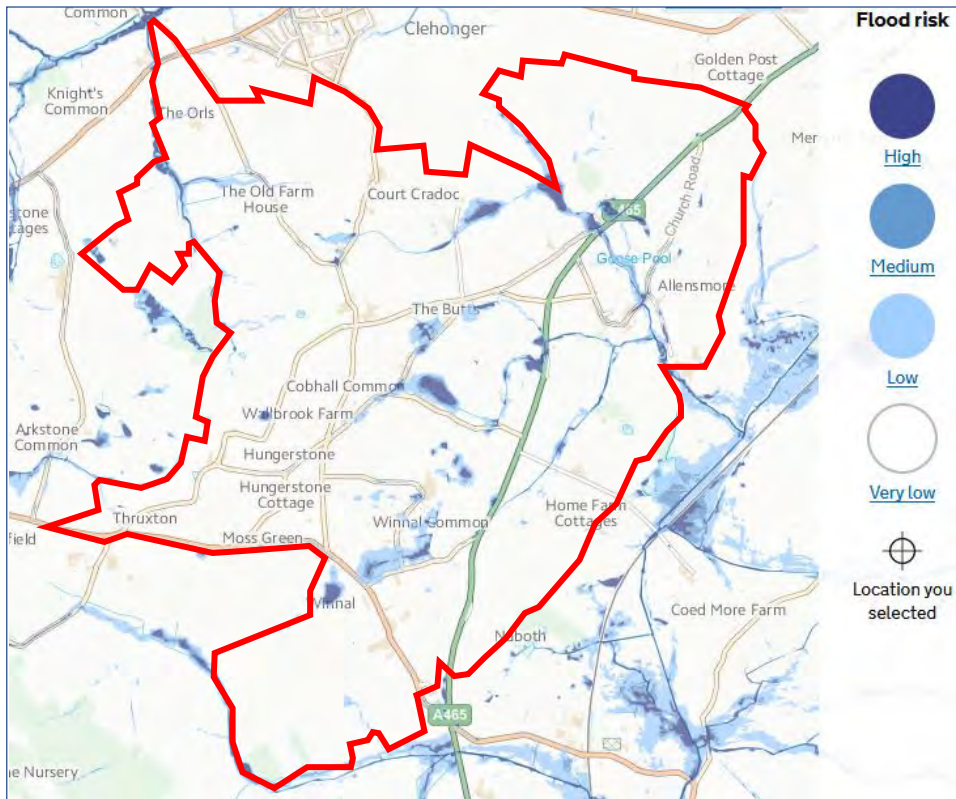 Common
Clehonger
Golden Post
Cottage
Knight's
Common
The Orls
Mer
The Old Farm
House
Court Cradoc
stone
ttages
A465
Church Road
Goose Pool
Allensmore
The Butts
Cobhall Common
Wallbrook Farm
Arkstone
Common
Hungerstone
Hungerstone
Cottage
Thruxton
field
Moss Green
Winnal Common
Home Farm
Cottages
Winnal
Coed More Farm
Naboth
A465
ne Nursery
Flood risk
High
Medium
Low
Very low
Location you
selected